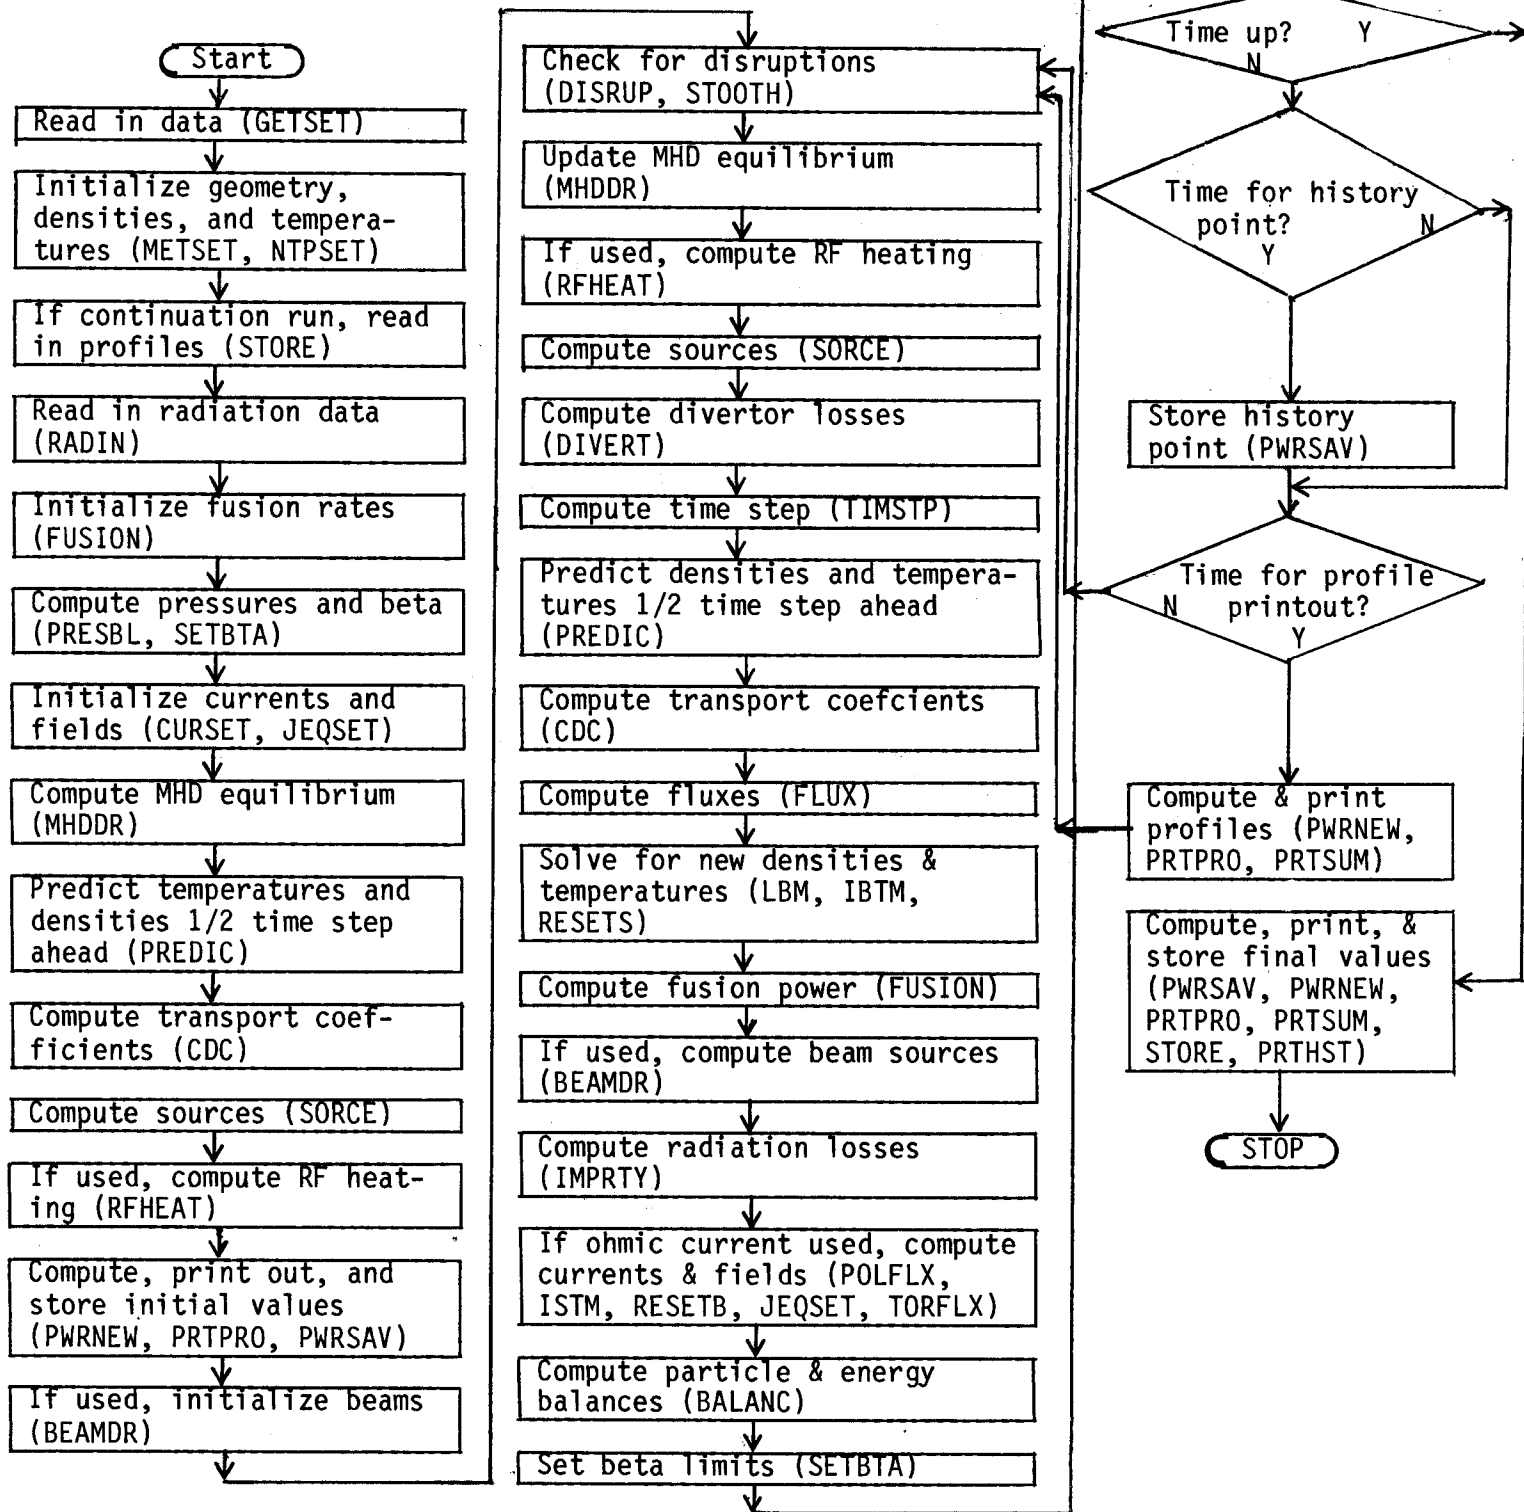 Start
Read in data (GETSET)
Initialize geometry,
densities, and tempera-
tures (METSET, NTPSET)
If continuation run, read
in profiles (STORE)
Read in radiation data
(RADIN)
Initialize fusion rates
(FUSION)
Compute pressures and beta
(PRESBL, SETBTA)
Initialize currents and
fields (CURSET, JEQSET)
Compute MHD equilibrium
(MHDDR)
Predict temperatures and
densities 1/2 time step
ahead (PREDIC)
Compute transport coef-
ficients (CDC)
Compute sources (SORCE)
If used, compute RF heat-
ing (RFHEAT)
Compute, print out, and
store initial values
(PWRNEW, PRTPRO, PWRSAV)
If used, initialize beams
(BEAMDR)
Check for disruptions
(DISRUP, STOOTH)
Update MHD equilibrium
(MHDDR)
If used, compute RF heating
(RFHEAT)
Compute sources (SORCE)
Compute divertor losses
(DIVERT)
Compute time step (TIMSTP)
Predict densities and tempera-
tures 1/2 time step ahead
(PREDIC)
Compute transport coefcients
(CDC)
Compute fluxes (FLUX)
Solve for new densities &
temperatures (LBM, IBTM,
RESETS)
Compute fusion power (FUSION)
If used, compute beam sources
(BEAMDR)
Compute radiation losses
(IMPRTY)
If ohmic current used, compute
currents & fields (POLFLX,
ISTM, RESETB, JEQSET, TORFLX)
Compute particle & energy
balances (BALANC)
Set beta limits (SETBTA)
Time up? Y
N
Time for history
point? N
Y
Store history
point (PWRSAV)
Time for profile
N printout?
Y
Compute & print
profiles (PWRNEW,
PRTPRO, PRTSUM)
Compute, print, &
store final values
(PWRSAV, PWRNEW,
PRTPRO, PRTSUM,
STORE, PRTHST)
STOP